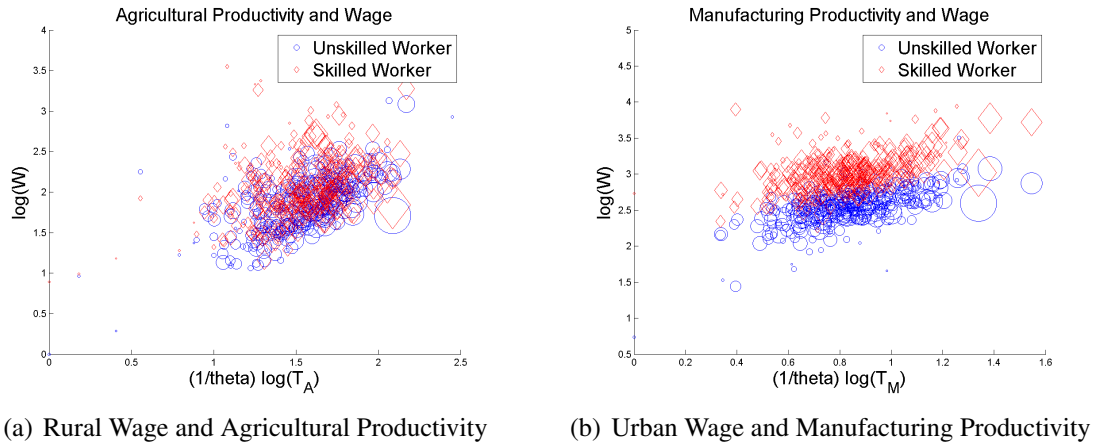 Agricultural Productivity and Wage
Unskilled Worker
Skilled Worker
log(W)
4
3.5
3
2.5
2
1.5
1
0.5
0
0
0.5
1
1.5
2
2.5
(1/theta) log(T_A)
(a) Rural Wage and Agricultural Productivity
Manufacturing Productivity and Wage
Unskilled Worker
Skilled Worker
log(W)
5
4.5
4
3.5
3
2.5
2
1.5
1
0.5
0
0.2
0.4
0.6
0.8
1
1.2
1.4
1.6
(1/theta) log(T_M)
(b) Urban Wage and Manufacturing Productivity